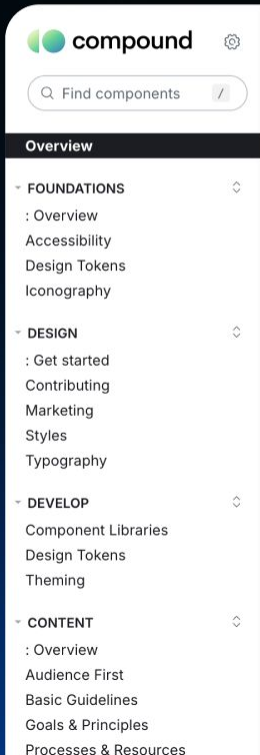 compound
Find components /
Overview
FOUNDATIONS
: Overview
Accessibility
Design Tokens
Iconography
DESIGN
: Get started
Contributing
Marketing
Styles
Typography
DEVELOP
Component Libraries
Design Tokens
Theming
CONTENT
: Overview
Audience First
Basic Guidelines
Goals & Principles
Processes & Resources